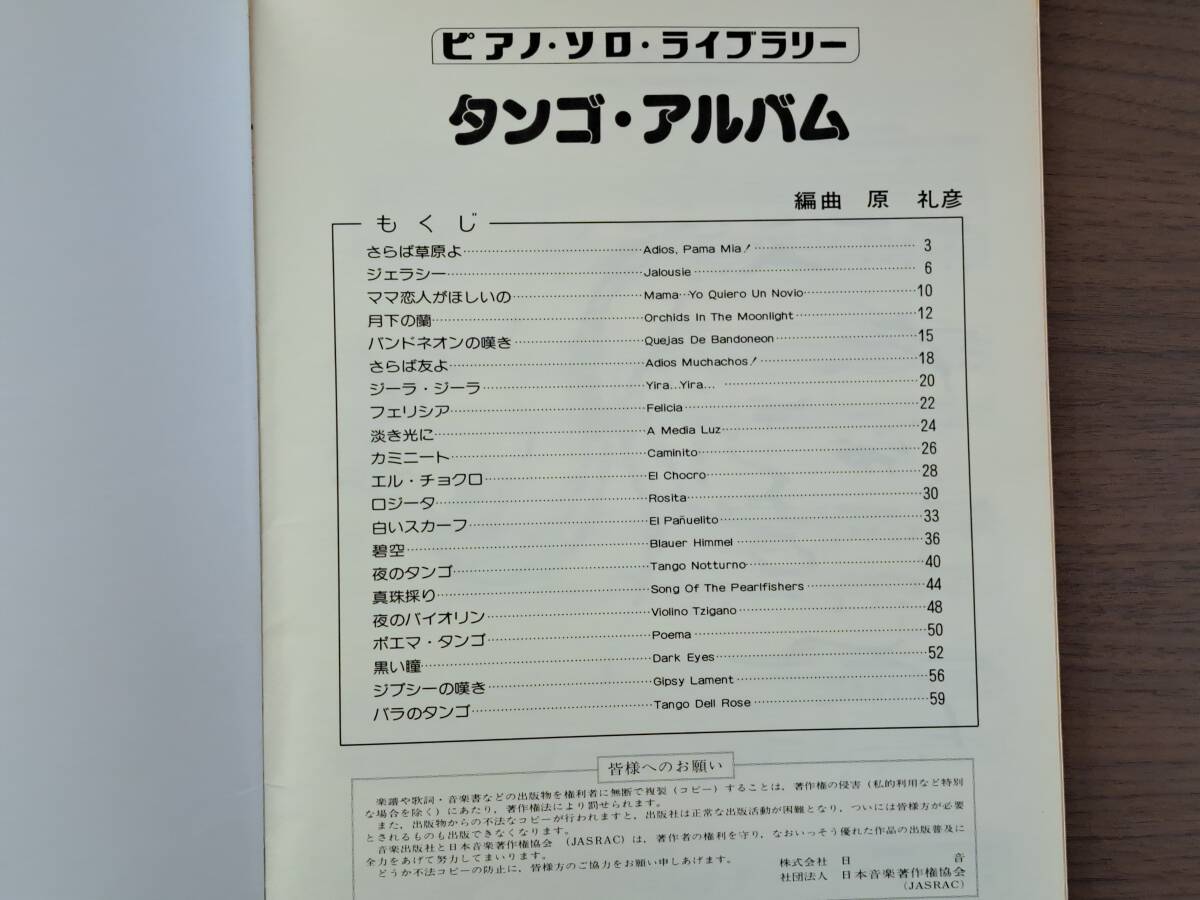 ピアノ・ソロ・ライブラリー
タンゴ・アルバム
編曲 原 礼彦
もくじ
さらば草原よ Adios, Pama Mia! 3
ジェラシー Jalousie 6
ママ恋人がほしいの Mama…Yo Quiero Un Novio 10
月下の蘭 Orchids In The Moonlight 12
バンドネオンの嘆き Quejas De Bandoneon 15
さらば友よ Adios Muchachos! 18
ジーラ・ジーラ Yira...Yira... 20
フェリシア Felicia 22
淡き光に A Media Luz 24
カミニート Caminito 26
エル・チョクロ El Chocro 28
ロジータ Rosita 30
白いスカーフ El Pañuelito 33
碧空 Blauer Himmel 36
夜のタンゴ Tango Notturno 40
真珠採り Song Of The Pearlfishers 44
夜のバイオリン Violino Tzigano 48
ポエマ・タンゴ Poema 50
黒い瞳 Dark Eyes 52
ジプシーの嘆き Gipsy Lament 56
バラのタンゴ Tango Dell Rose 59
皆様へのお願い
楽譜や歌詞・音楽書などの出版物を権利者に無断で複製（コピー）することは、著作権の侵害（私的利用など特別
な場合を除く）にあたり、著作権法により罰せられます。
また、出版物からの不法なコピーが行われますと、出版社は正常な出版活動が困難となり、ついには皆様方が必要
とされるものも出版できなくなります。
音楽出版社と日本音楽著作権協会（JASRAC）は、著作者の権利を守り、なおいっそう優れた作品の出版普及に
全力をあげて努力してまいります。
どうか不法コピーの防止に、皆様方のご協力をお願い申しあげます。
株式会社 日音
社団法人 日本音楽著作権協会
(JASRAC)